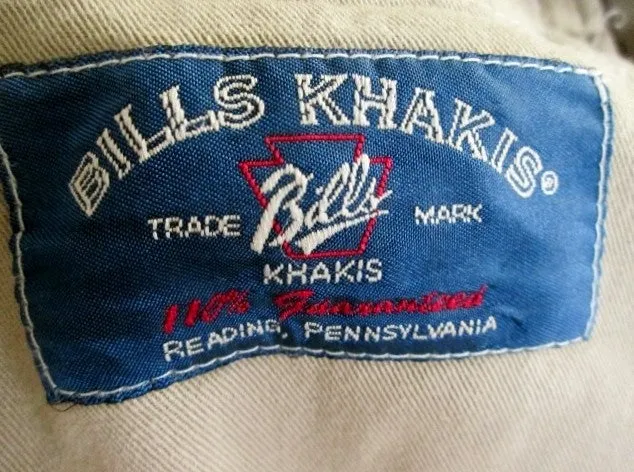 BILLS KHAKIS®
Bills
TRADE MARK
KHAKIS
110% Guaranteed
READING, PENNSYLVANIA